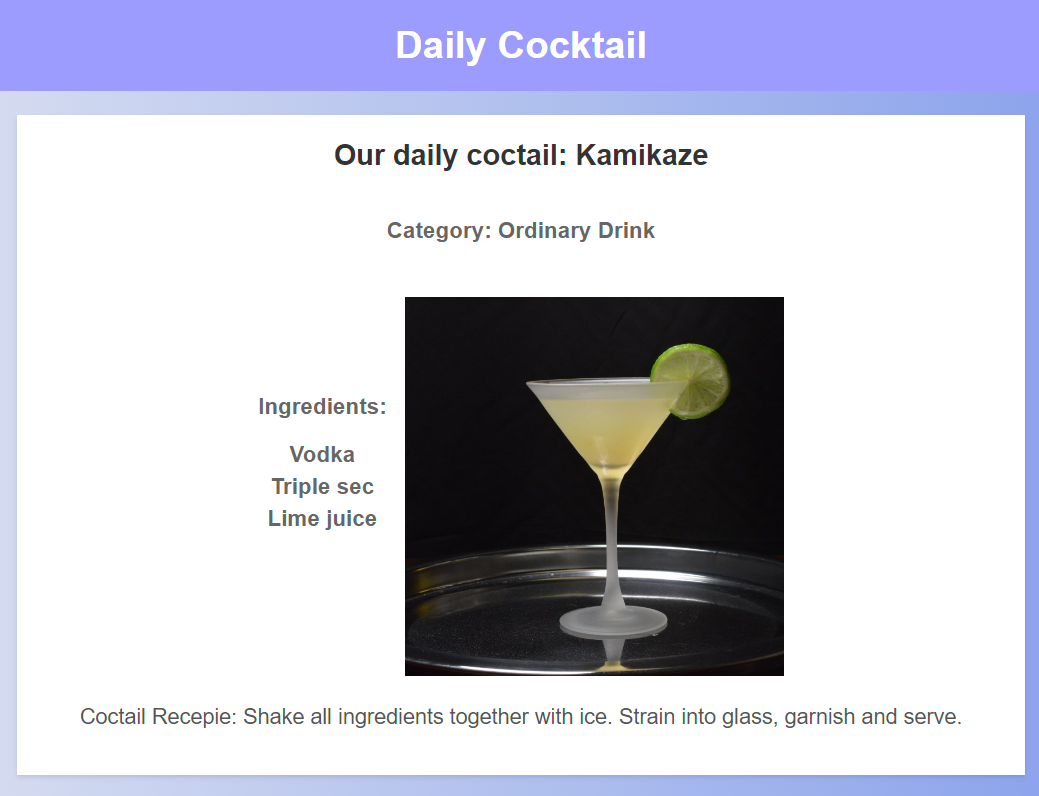 Daily Cocktail
Our daily coctail: Kamikaze
Category: Ordinary Drink
Ingredients:
Vodka
Triple sec
Lime juice
Coctail Recepie: Shake all ingredients together with ice. Strain into glass, garnish and serve.